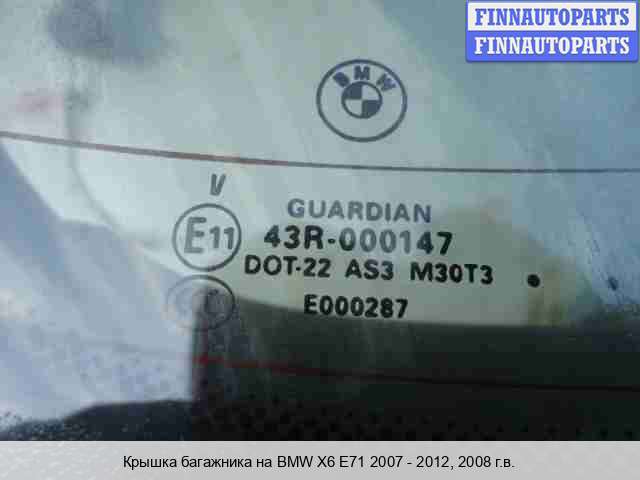 FINNAUTOPARTS
FINNAUTOPARTS
BMW
V
GUARDIAN
E11 43R-000147
DOT-22 AS3 M30T3
E000287
Крышка багажника на BMW X6 E71 2007 - 2012, 2008 г.в.